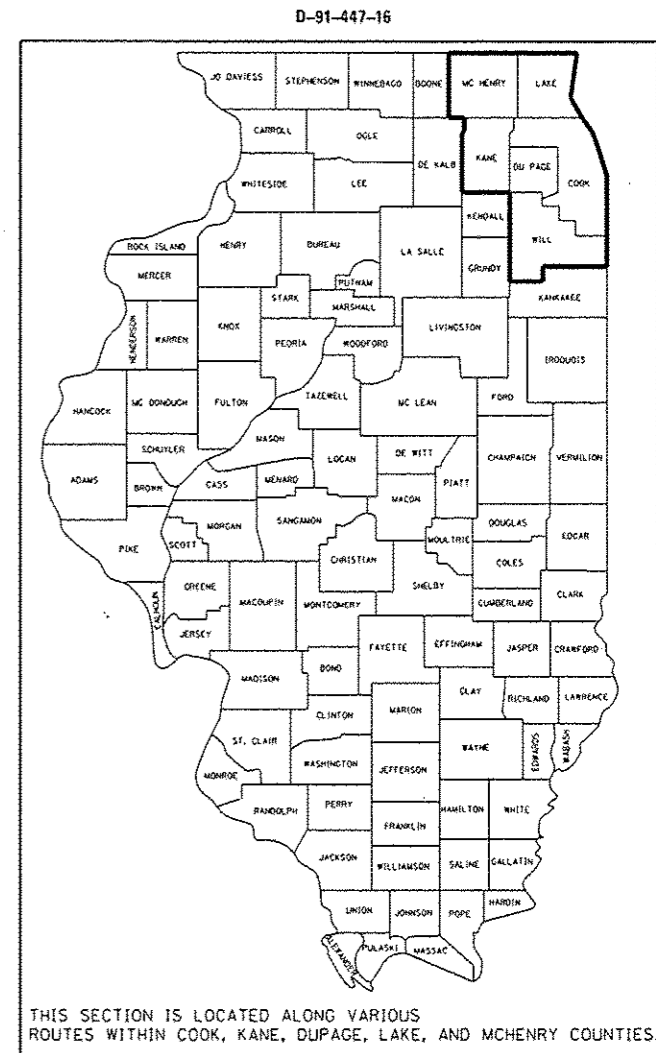 D-91-447-16
JO DAVIESS STEPHENSON WINNEBAGO BOONE MC HENRY LAKE
CARROLL OGLE DE KALB KANE DU PAGE COOK
WHITESIDE LEE
KENDALL WILL
ROCK ISLAND HENRY BUREAU LA SALLE GRUNDY
MERCER PUTNAM KANKAKEE
STARK MARSHALL
HENDERSON WARREN KNOX PEORIA WOODFORD LIVINGSTON IROQUOIS
HANCOCK MC DONOUGH FULTON TAZEWELL MC LEAN FORD
MASON
SCHUYLER LOGAN DE WITT CHAMPAIGN VERMILION
ADAMS BROWN CASS MENARD PIATT
MACON
MORGAN SANGAMON DOUGLAS
PIKE SCOTT CHRISTIAN MOULTRIE EDGAR
COLES
GREENE SHELBY
CALHOUN MACOUPIN MONTGOMERY CUMBERLAND CLARK
JERSEY
FAYETTE EFFINGHAM JASPER CRAWFORD
MADISON BOND
CLAY RICHLAND LAWRENCE
CLINTON MARION
ST. CLAIR WAYNE EDWARDS WABASH
MONROE WASHINGTON JEFFERSON
RANDOLPH PERRY HAMILTON WHITE
FRANKLIN
JACKSON WILLIAMSON SALINE GALLATIN
UNION JOHNSON POPE HARDIN
ALEXANDER PULASKI MASSAC
THIS SECTION IS LOCATED ALONG VARIOUS
ROUTES WITHIN COOK, KANE, DUPAGE, LAKE, AND MCHENRY COUNTIES.